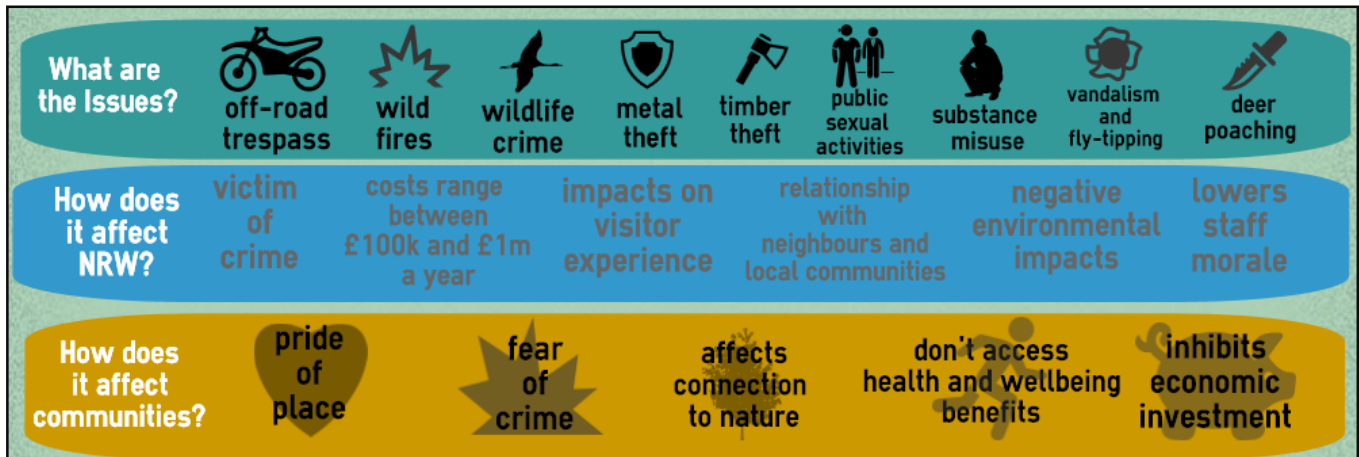 What are
the Issues?
off-road
trespass
wild
fires
wildlife
crime
metal
theft
timber
theft
public
sexual
activities
substance
misuse
vandalism
and
fly-tipping
deer
poaching
How does
it affect
NRW?
victim
of
crime
costs range
between
£100k and £1m
a year
impacts on
visitor
experience
relationship
with
neighbours and
local communities
negative
environmental
impacts
lowers
staff
morale
How does
it affect
communities?
pride
of
place
fear
of
crime
affects
connection
to nature
don't access
health and wellbeing
benefits
inhibits
economic
investment